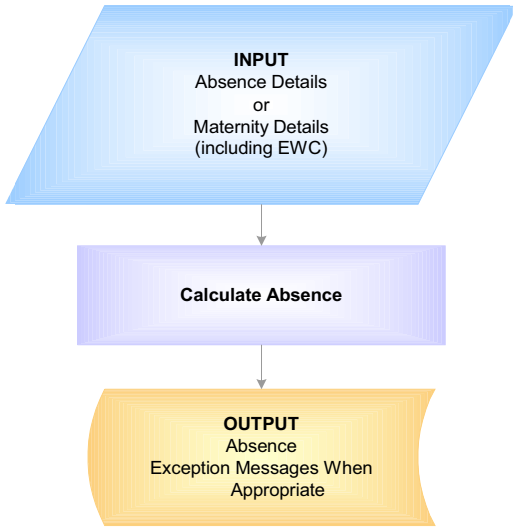 INPUT
Absence Details
or
Maternity Details
(including EWC)
Calculate Absence
OUTPUT
Absence
Exception Messages When
Appropriate